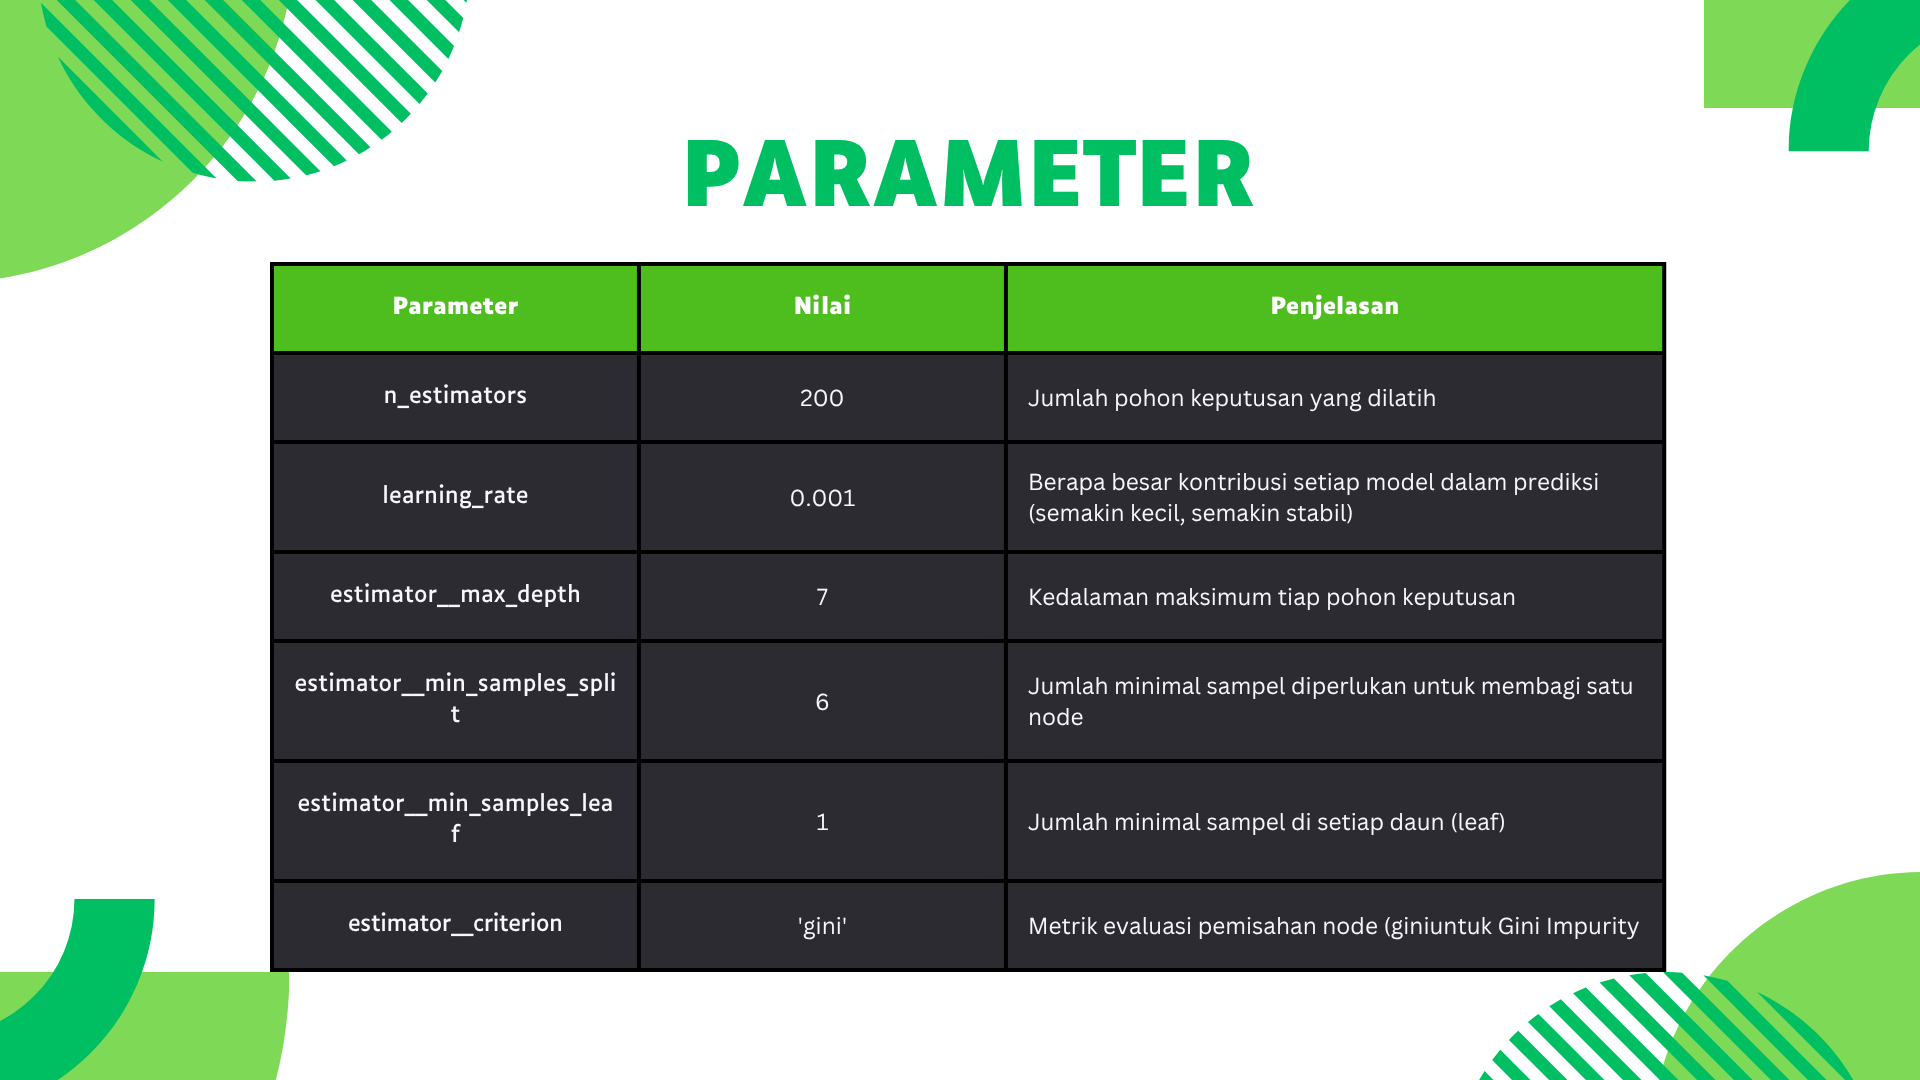 PARAMETER
Parameter
Nilai
Penjelasan
n_estimators
200
Jumlah pohon keputusan yang dilatih
learning_rate
0.001
Berapa besar kontribusi setiap model dalam prediksi
(semakin kecil, semakin stabil)
estimator__max_depth
7
Kedalaman maksimum tiap pohon keputusan
estimator__min_samples_spli
t
6
Jumlah minimal sampel diperlukan untuk membagi satu
node
estimator__min_samples_lea
f
1
Jumlah minimal sampel di setiap daun (leaf)
estimator__criterion
'gini'
Metrik evaluasi pemisahan node (giniuntuk Gini Impurity